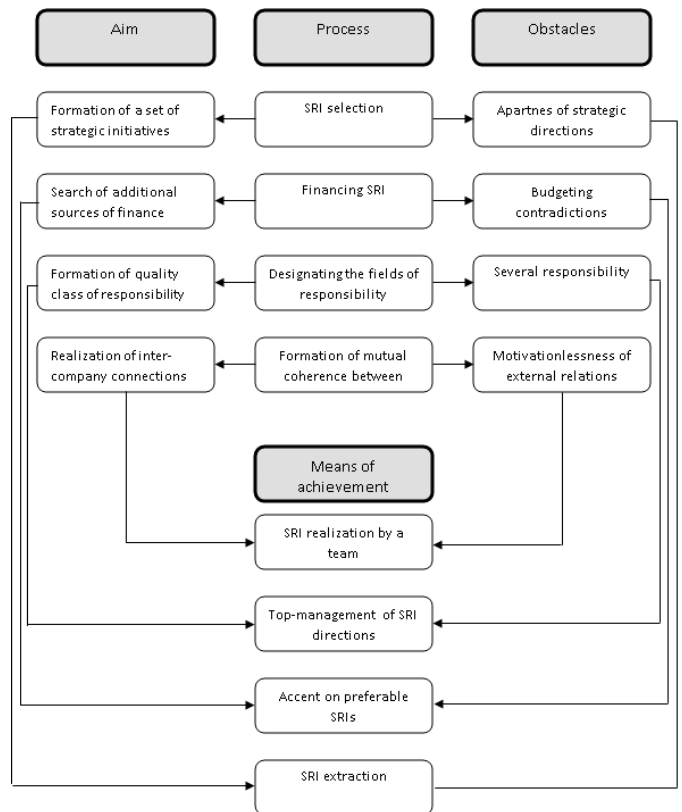 Aim
Process
Obstacles
Formation of a set of
strategic initiatives
SRI selection
Apartnes of strategic
directions
Search of additional
sources of finance
Financing SRI
Budgeting
contradictions
Formation of quality
class of responsibility
Designating the fields of
responsibility
Several responsibility
Realization of inter-
company connections
Formation of mutual
coherence between
Motivationlessness of
external relations
Means of
achievement
SRI realization by a
team
Top-management of SRI
directions
Accent on preferable
SRIs
SRI extraction